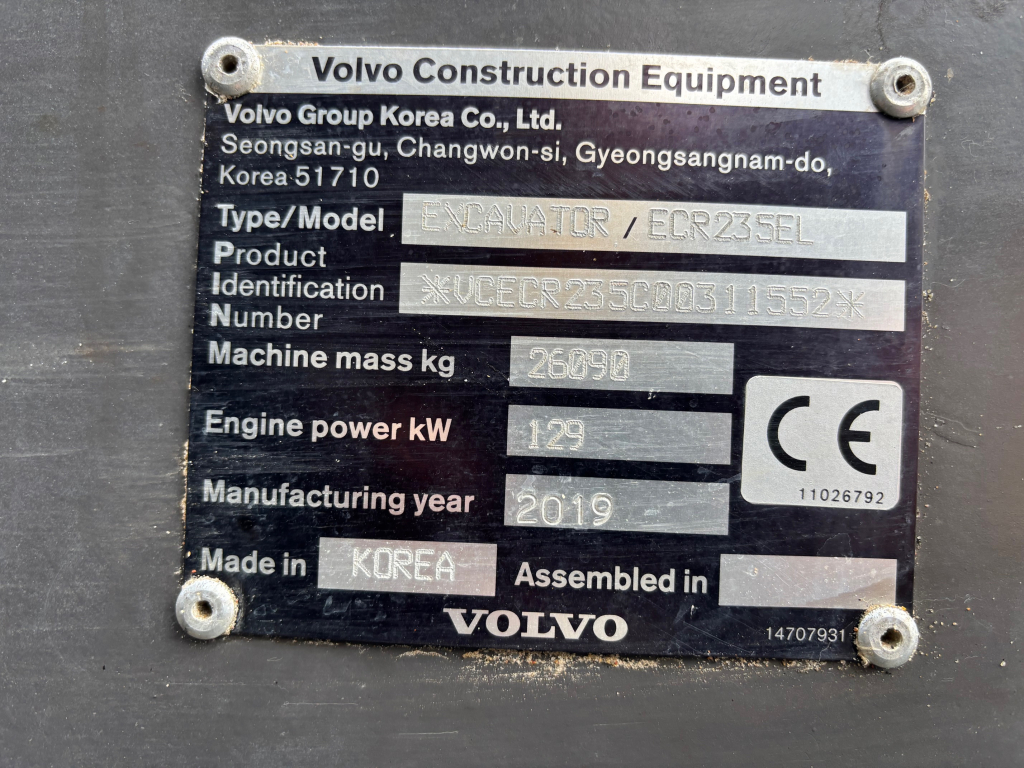 Volvo Construction Equipment
Volvo Group Korea Co., Ltd.
Seongsan-gu, Changwon-si, Gyeongsangnam-do,
Korea 51710
Type/Model EXCAVATOR / ECR235EL
Product
Identification *VCECR235C00311552*
Number
Machine mass kg 26090
Engine power kW 129
CE
Manufacturing year 2019
11026792
Made in KOREA Assembled in
VOLVO
14707931